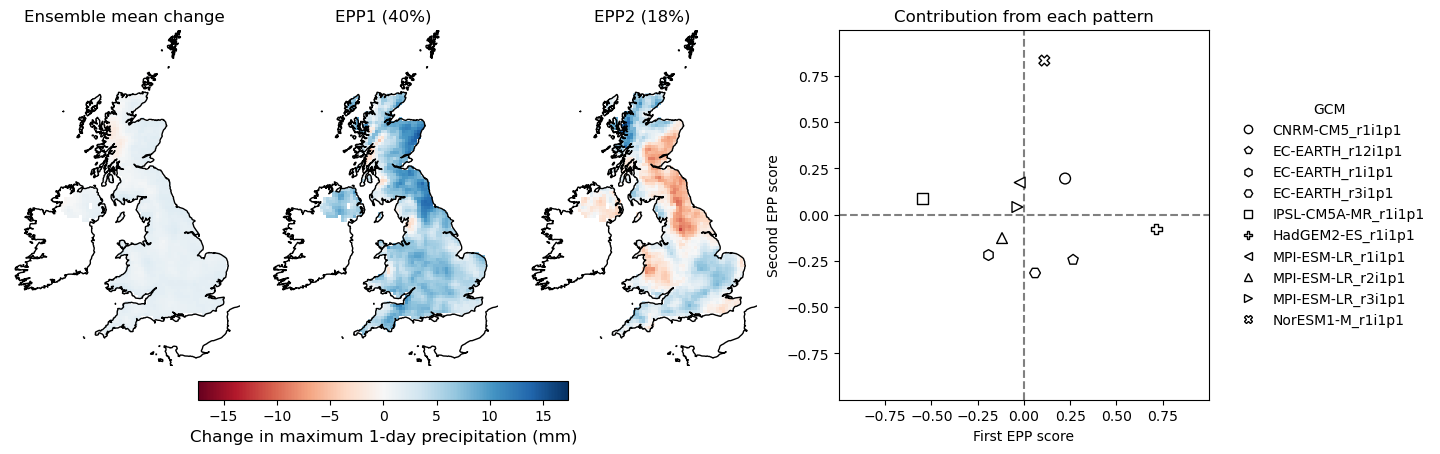 Ensemble mean change
EPP1 (40%)
EPP2 (18%)
Contribution from each pattern
−15
−10
−5
0
5
10
15
Change in maximum 1-day precipitation (mm)
Second EPP score
0.75
0.50
0.25
0.00
−0.25
−0.50
−0.75
−0.75
−0.50
−0.25
0.00
0.25
0.50
0.75
First EPP score
GCM
CNRM-CM5_r1i1p1
EC-EARTH_r12i1p1
EC-EARTH_r1i1p1
EC-EARTH_r3i1p1
IPSL-CM5A-MR_r1i1p1
HadGEM2-ES_r1i1p1
MPI-ESM-LR_r1i1p1
MPI-ESM-LR_r2i1p1
MPI-ESM-LR_r3i1p1
NorESM1-M_r1i1p1